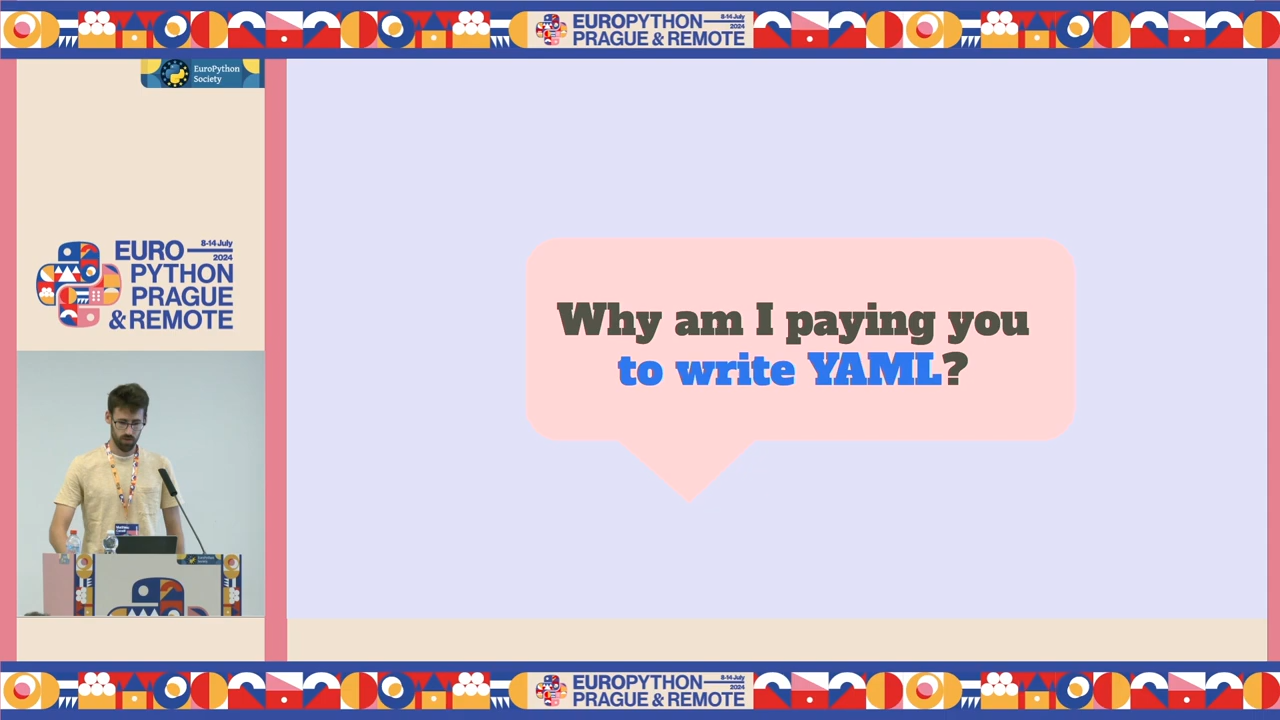 EUROPYTHON
8-14 July
2024
PRAGUE & REMOTE
EuroPython
Society
EURO
8-14 July
2024
PYTHON
PRAGUE
& REMOTE
Why am I paying you
to write YAML?
EUROPYTHON
8-14 July
2024
PRAGUE & REMOTE